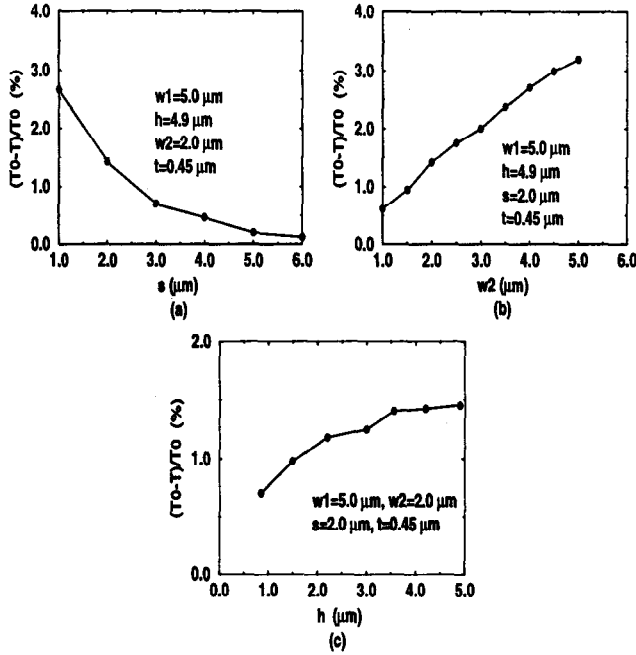 4.0
3.0
2.0
1.0
0.0
(TO-T)/TO (%)
w1=5.0 μm
h=4.9 μm
w2=2.0 μm
t=0.45 μm
1.0 2.0 3.0 4.0 5.0 6.0
s (μm)
(a)
4.0
3.0
2.0
1.0
0.0
(TO-T)/TO (%)
w1=5.0 μm
h=4.9 μm
s=2.0 μm
t=0.45 μm
1.0 2.0 3.0 4.0 5.0 6.0
w2 (μm)
(b)
2.0
1.0
0.0
(TO-T)/TO (%)
w1=5.0 μm, w2=2.0 μm
s=2.0 μm, t=0.45 μm
0.0 1.0 2.0 3.0 4.0 5.0
h (μm)
(c)